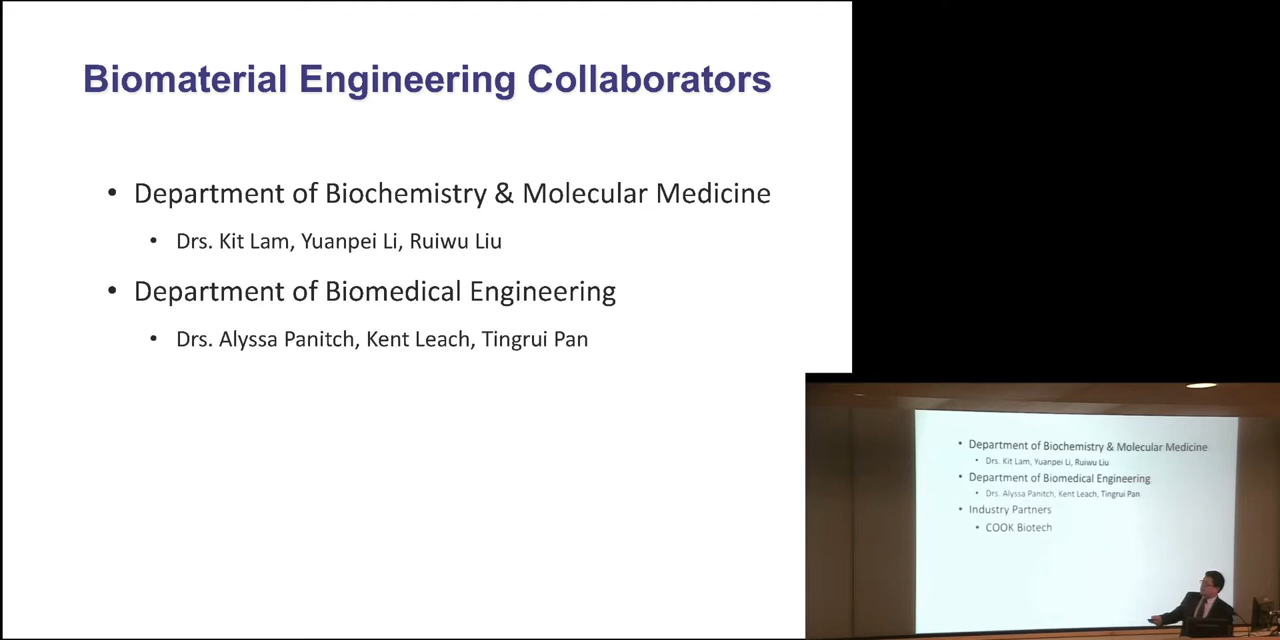 Biomaterial Engineering Collaborators
• Department of Biochemistry & Molecular Medicine
• Drs. Kit Lam, Yuanpei Li, Ruiwu Liu
• Department of Biomedical Engineering
• Drs. Alyssa Panitch, Kent Leach, Tingrui Pan
• Department of Biochemistry & Molecular Medicine
• Drs. Kit Lam, Yuanpei Li, Ruiwu Liu
• Department of Biomedical Engineering
• Drs. Alyssa Panitch, Kent Leach, Tingrui Pan
• Industry Partners
• COOK Biotech